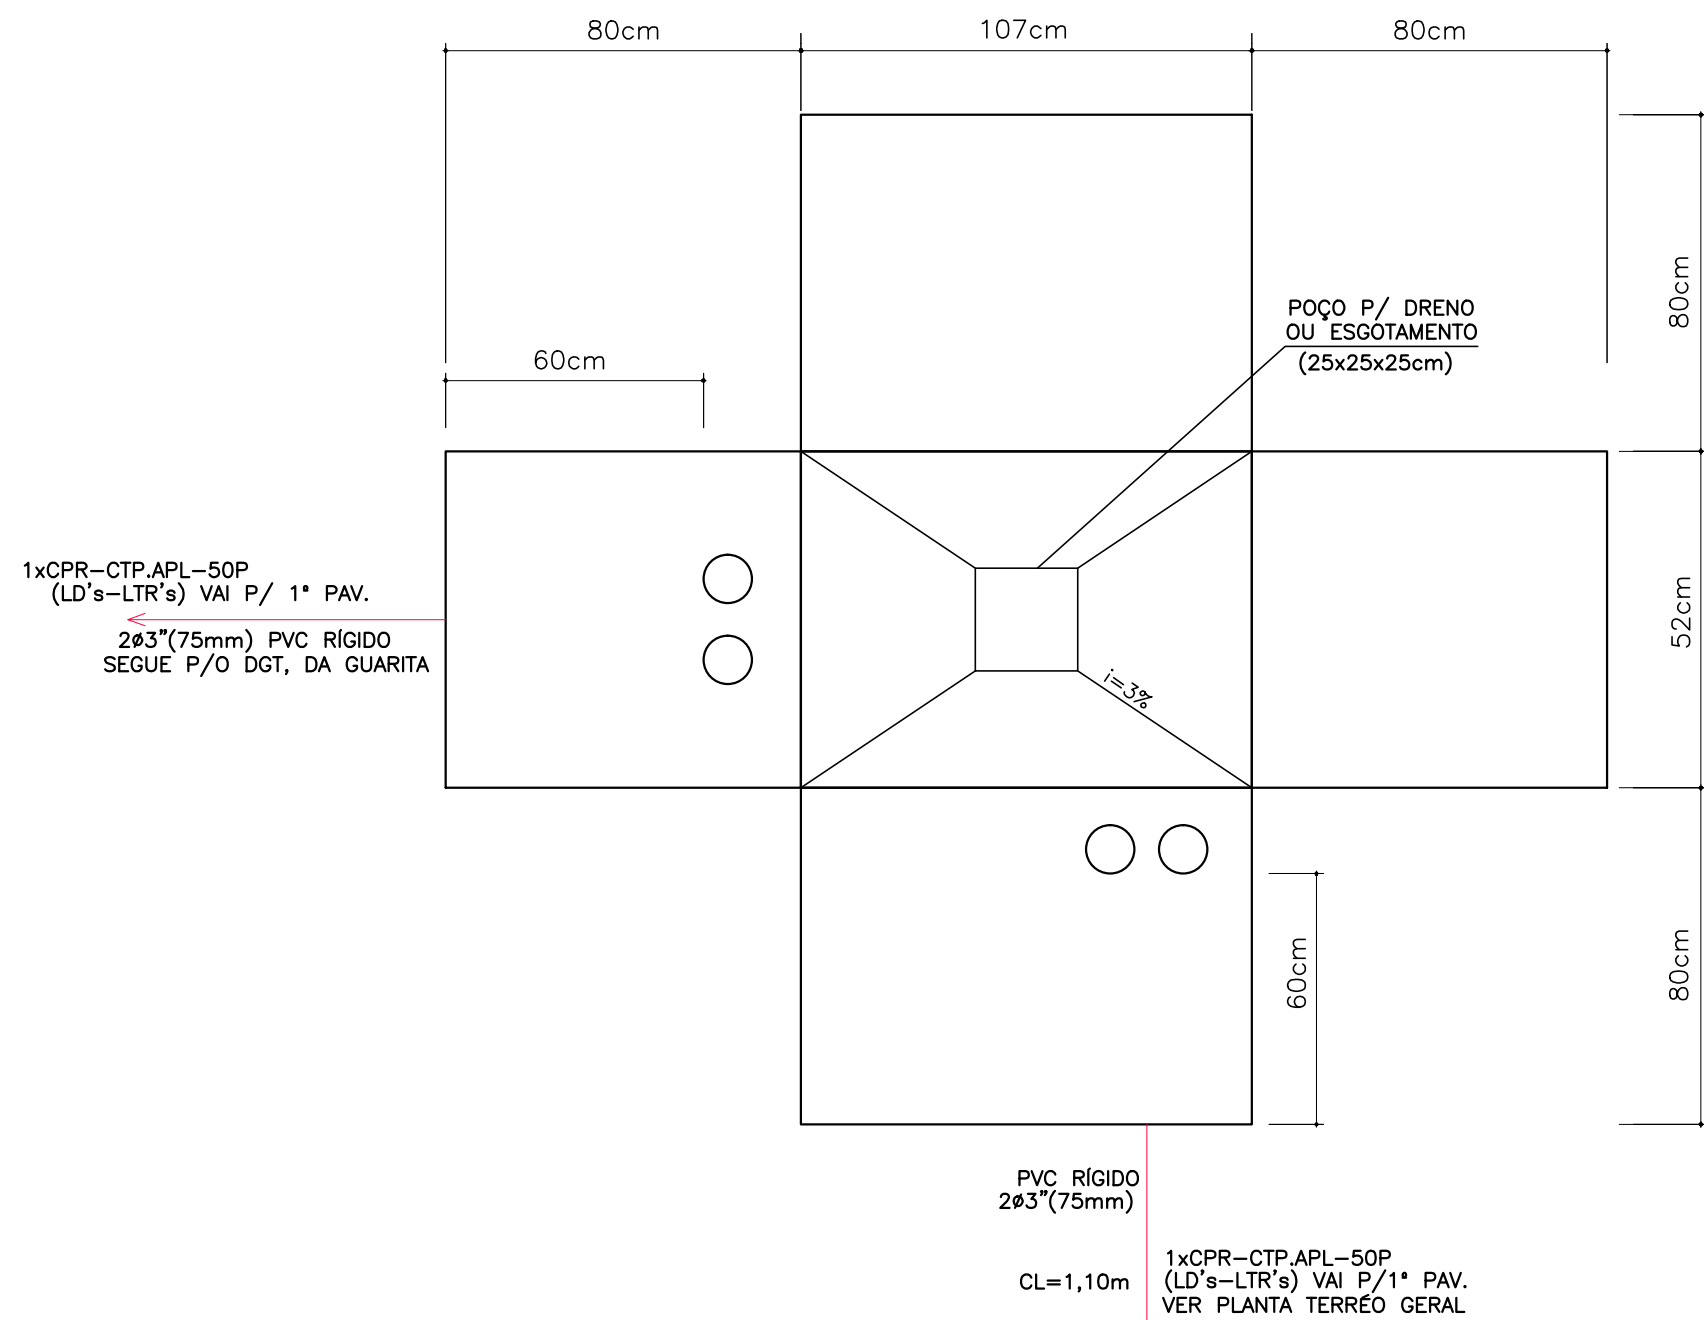 80cm
107cm
80cm
80cm
POÇO P/ DRENO
OU ESGOTAMENTO
(25x25x25cm)
60cm
1xCPR-CTP.APL-50P
(LD's-LTR's) VAI P/ 1ª PAV.
2ø3"(75mm) PVC RÍGIDO
SEGUE P/O DGT, DA GUARITA
52cm
i=3%
60cm
80cm
PVC RÍGIDO
2ø3"(75mm)
CL=1,10m
1xCPR-CTP.APL-50P
(LD's-LTR's) VAI P/1ª PAV.
VER PLANTA TERRÉO GERAL